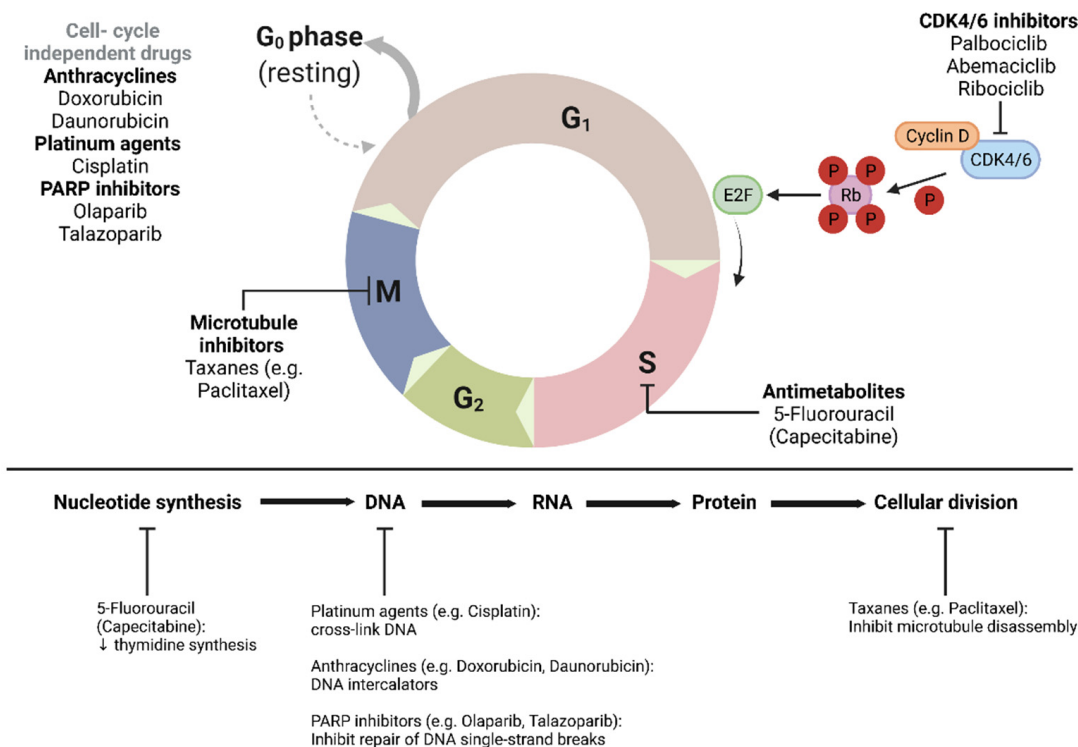 Cell- cycle
independent drugs
Anthracyclines
Doxorubicin
Daunorubicin
Platinum agents
Cisplatin
PARP inhibitors
Olaparib
Talazoparib
G0 phase
(resting)
G1
CDK4/6 inhibitors
Palbociclib
Abemaciclib
Ribociclib
Cyclin D
CDK4/6
P
P P
Rb
P P
E2F
M
Microtubule
inhibitors
Taxanes (e.g.
Paclitaxel)
G2
S
Antimetabolites
5-Fluorouracil
(Capecitabine)
Nucleotide synthesis
DNA
RNA
Protein
Cellular division
5-Fluorouracil
(Capecitabine):
↓ thymidine synthesis
Platinum agents (e.g. Cisplatin):
cross-link DNA
Anthracyclines (e.g. Doxorubicin, Daunorubicin):
DNA intercalators
PARP inhibitors (e.g. Olaparib, Talazoparib):
Inhibit repair of DNA single-strand breaks
Taxanes (e.g. Paclitaxel):
Inhibit microtubule disassembly